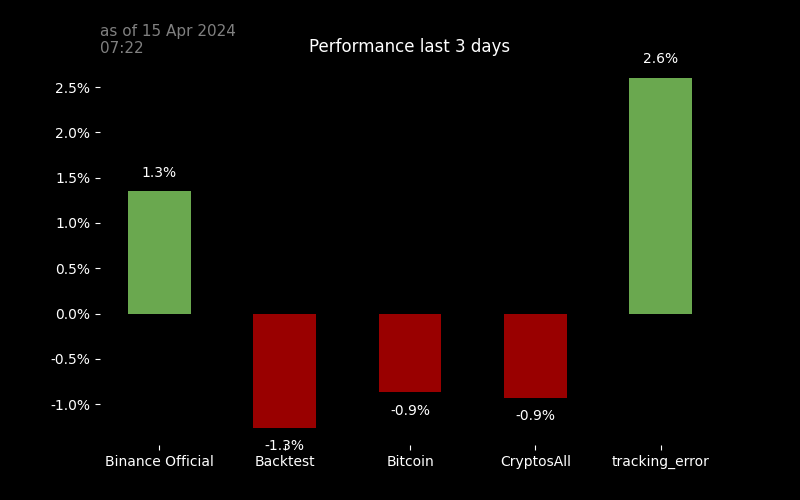 as of 15 Apr 2024
07:22
Performance last 3 days
2.6%
2.5%
2.0%
1.5%
1.3%
1.0%
0.5%
0.0%
-0.5%
-1.0%
-0.9%
-0.9%
-1.3%
Binance Official
Backtest
Bitcoin
CryptosAll
tracking_error